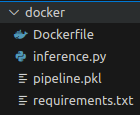 docker
Dockerfile
inference.py
pipeline.pkl
requirements.txt